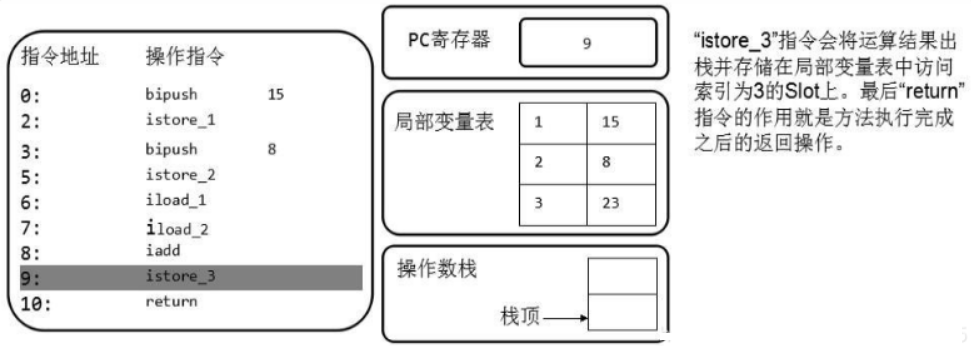 指令地址 操作指令
0: bipush 15
2: istore_1
3: bipush 8
5: istore_2
6: iload_1
7: iload_2
8: iadd
9: istore_3
10: return
PC寄存器 9
局部变量表 1 15
2 8
3 23
操作数栈
栈顶
“istore_3”指令会将运算结果出
栈并存储在局部变量表中访问
索引为3的Slot上。最后“return”
指令的作用就是方法执行完成
之后的返回操作。